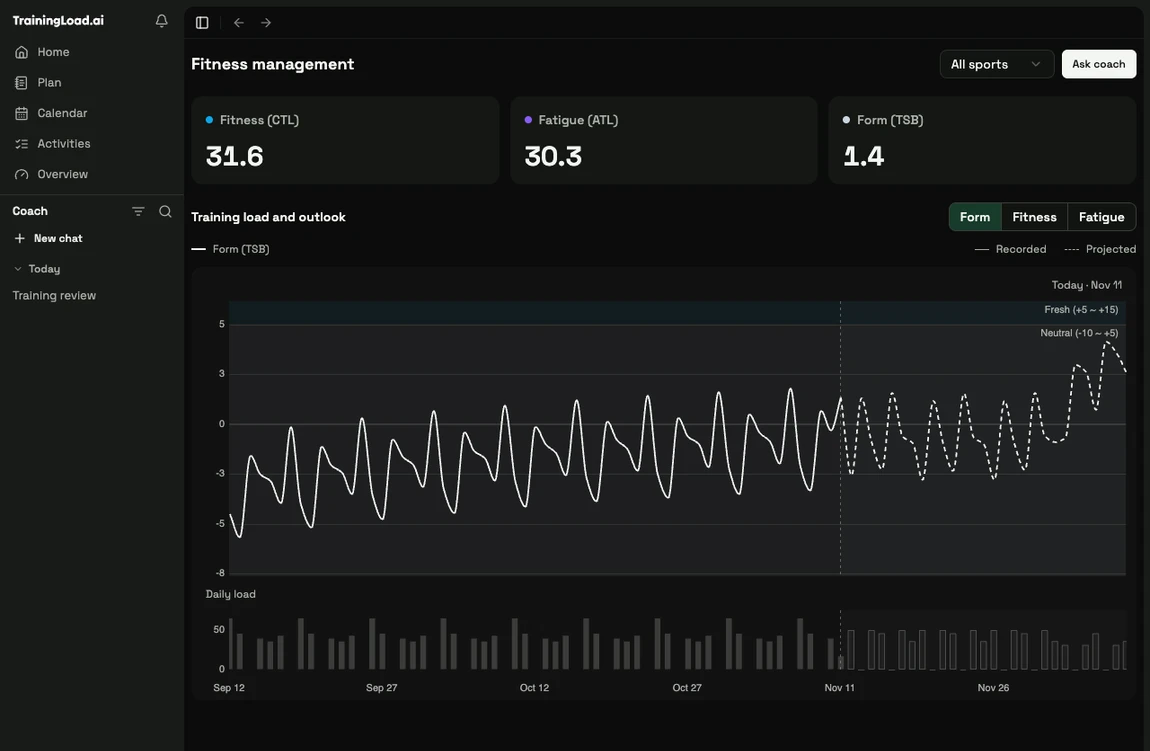 TrainingLoad.ai
Home
Plan
Calendar
Activities
Overview
Coach
New chat
Today
Training review
Fitness management
All sports
Ask coach
Fitness (CTL)
31.6
Fatigue (ATL)
30.3
Form (TSB)
1.4
Training load and outlook
Form
Fitness
Fatigue
Form (TSB)
Recorded
Projected
Today · Nov 11
Fresh (+5 ~ +15)
Neutral (-10 ~ +5)
5
3
0
-3
-5
-8
Daily load
50
0
Sep 12
Sep 27
Oct 12
Oct 27
Nov 11
Nov 26